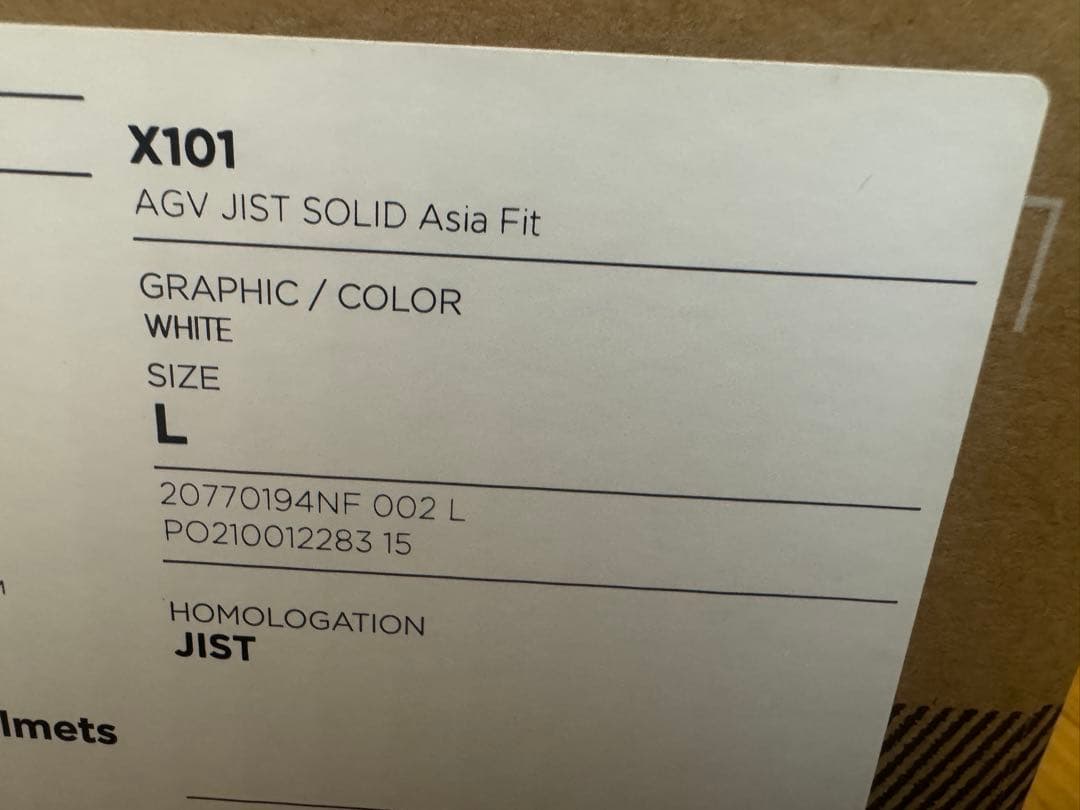 X101
AGV JIST SOLID Asia Fit
GRAPHIC / COLOR
WHITE
SIZE
L
20770194NF 002 L
PO210012283 15
HOMOLOGATION
JIST
lmets